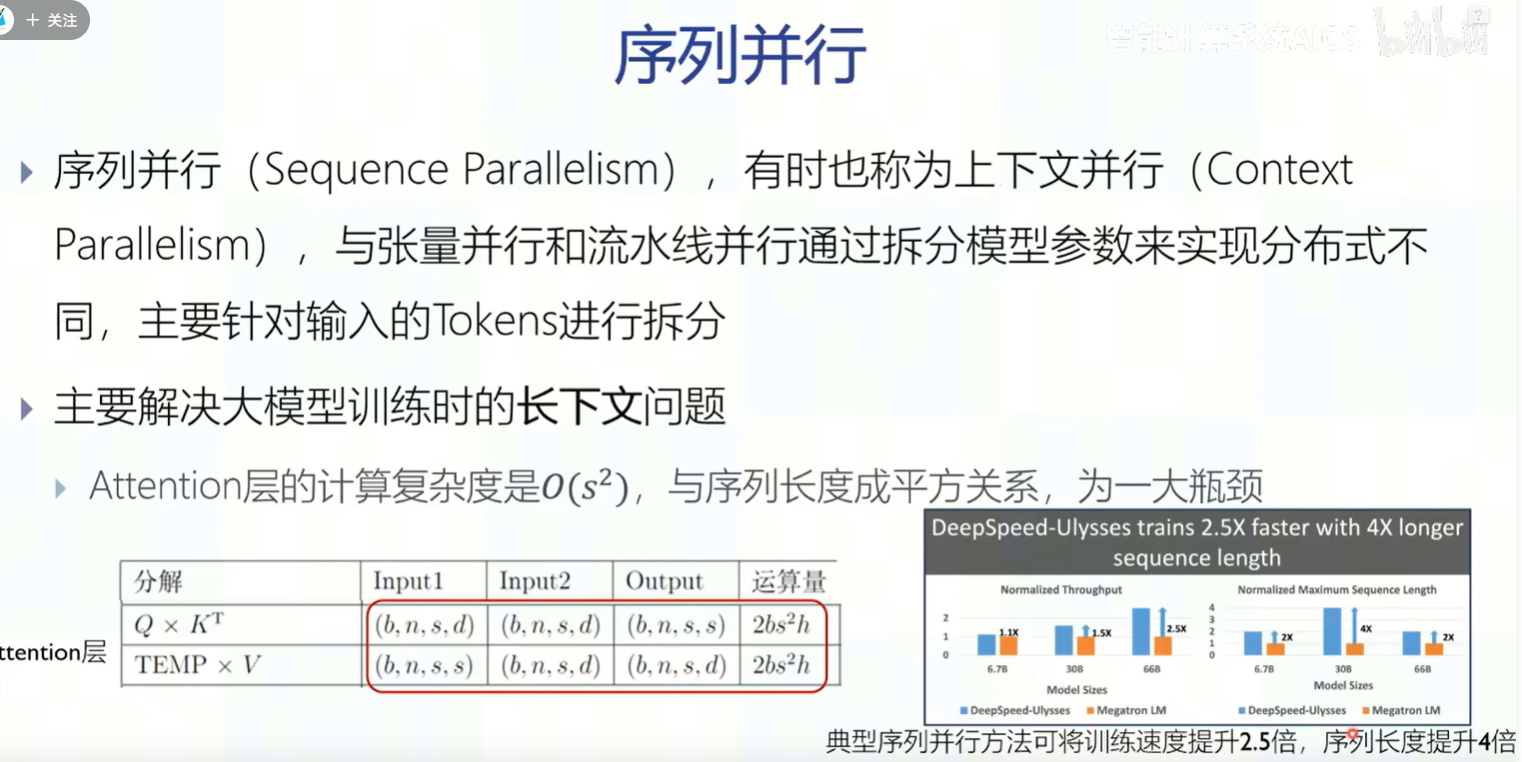 + 关注
智能计算系统AICS bilibili
序列并行
序列并行（Sequence Parallelism），有时也称为上下文并行（Context
Parallelism），与张量并行和流水线并行通过拆分模型参数来实现分布式不
同，主要针对输入的Tokens进行拆分
主要解决大模型训练时的长下文问题
Attention层的计算复杂度是O(s²)，与序列长度成平方关系，为一大瓶颈
分解 Input1 Input2 Output 运算量
Q × Kᵀ (b, n, s, d) (b, n, s, d) (b, n, s, s) 2bs²h
ttention层
TEMP × V (b, n, s, s) (b, n, s, d) (b, n, s, d) 2bs²h
DeepSpeed-Ulysses trains 2.5X faster with 4X longer
sequence length
Normalized Throughput
2
1
0
1.1X 1.5X 2.5X
6.7B 30B 66B
Model Sizes
DeepSpeed-Ulysses Megatron LM
Normalized Maximum Sequence Length
4
3
2
1
0
2X 4X 2X
6.7B 30B 66B
Model Sizes
DeepSpeed-Ulysses Megatron LM
典型序列并行方法可将训练速度提升2.5倍，序列长度提升4倍